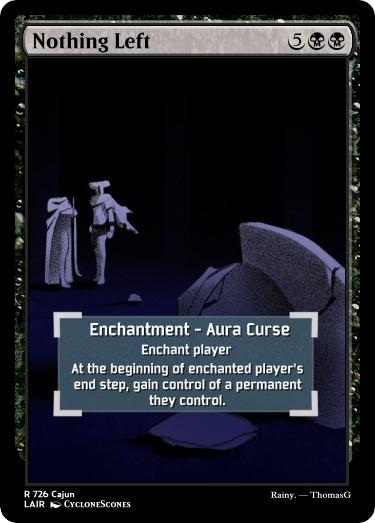 Nothing Left 5
Enchantment - Aura Curse
Enchant player
At the beginning of enchanted player's
end step, gain control of a permanent
they control.
R 726 Cajun
LAIR CycloneScones
Rainy. — ThomasG